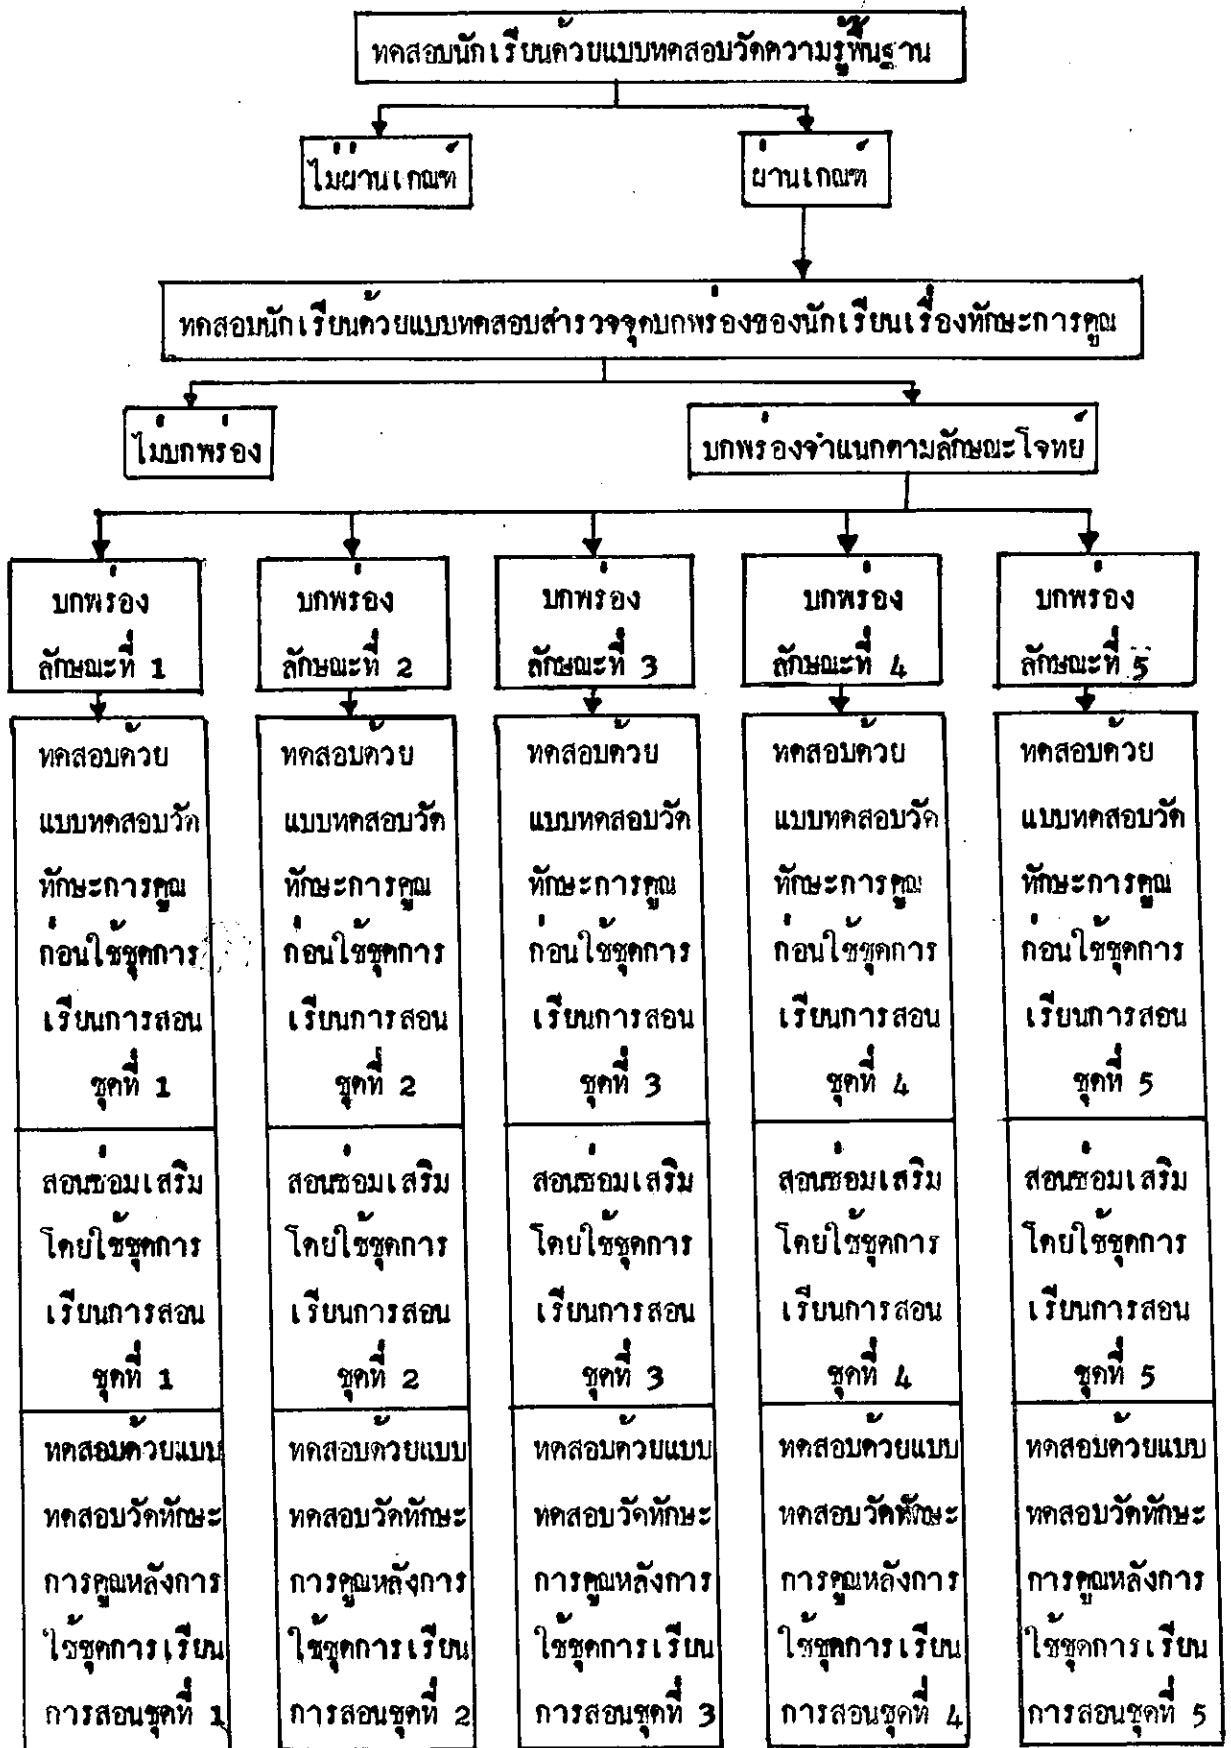 ทดสอบนักเรียนด้วยแบบทดสอบวัดความรู้พื้นฐาน
ไม่ผ่านเกณฑ์
ผ่านเกณฑ์
ทดสอบนักเรียนด้วยแบบทดสอบสำรวจจุดบกพร่องของนักเรียนเรื่องทักษะการคูณ
ไม่บกพร่อง
บกพร่องจำแนกตามลักษณะโจทย์
บกพร่อง
ลักษณะที่ 1
บกพร่อง
ลักษณะที่ 2
บกพร่อง
ลักษณะที่ 3
บกพร่อง
ลักษณะที่ 4
บกพร่อง
ลักษณะที่ 5
ทดสอบด้วย
แบบทดสอบวัด
ทักษะการคูณ
ก่อนใช้ชุดการ
เรียนการสอน
ชุดที่ 1
สอนซ่อมเสริม
โดยใช้ชุดการ
เรียนการสอน
ชุดที่ 1
ทดสอบด้วยแบบ
ทดสอบวัดทักษะ
การคูณหลังการ
ใช้ชุดการเรียน
การสอนชุดที่ 1
ทดสอบด้วย
แบบทดสอบวัด
ทักษะการคูณ
ก่อนใช้ชุดการ
เรียนการสอน
ชุดที่ 2
สอนซ่อมเสริม
โดยใช้ชุดการ
เรียนการสอน
ชุดที่ 2
ทดสอบด้วยแบบ
ทดสอบวัดทักษะ
การคูณหลังการ
ใช้ชุดการเรียน
การสอนชุดที่ 2
ทดสอบด้วย
แบบทดสอบวัด
ทักษะการคูณ
ก่อนใช้ชุดการ
เรียนการสอน
ชุดที่ 3
สอนซ่อมเสริม
โดยใช้ชุดการ
เรียนการสอน
ชุดที่ 3
ทดสอบด้วยแบบ
ทดสอบวัดทักษะ
การคูณหลังการ
ใช้ชุดการเรียน
การสอนชุดที่ 3
ทดสอบด้วย
แบบทดสอบวัด
ทักษะการคูณ
ก่อนใช้ชุดการ
เรียนการสอน
ชุดที่ 4
สอนซ่อมเสริม
โดยใช้ชุดการ
เรียนการสอน
ชุดที่ 4
ทดสอบด้วยแบบ
ทดสอบวัดทักษะ
การคูณหลังการ
ใช้ชุดการเรียน
การสอนชุดที่ 4
ทดสอบด้วย
แบบทดสอบวัด
ทักษะการคูณ
ก่อนใช้ชุดการ
เรียนการสอน
ชุดที่ 5
สอนซ่อมเสริม
โดยใช้ชุดการ
เรียนการสอน
ชุดที่ 5
ทดสอบด้วยแบบ
ทดสอบวัดทักษะ
การคูณหลังการ
ใช้ชุดการเรียน
การสอนชุดที่ 5